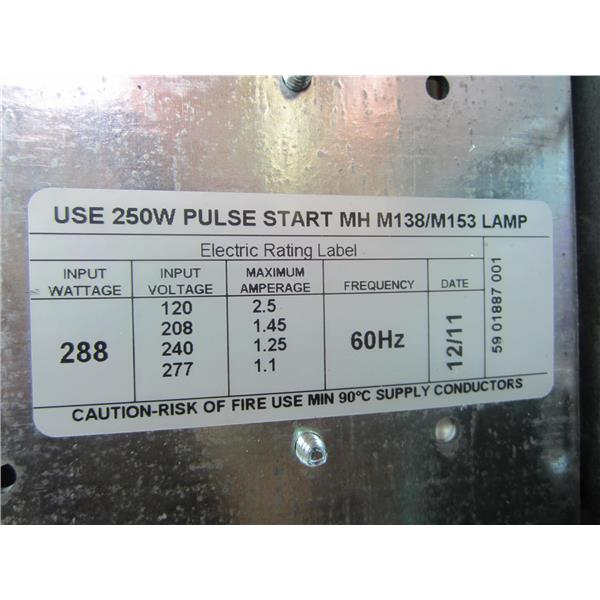 USE 250W PULSE START MH M138/M153 LAMP
Electric Rating Label
INPUT WATTAGE INPUT VOLTAGE MAXIMUM AMPERAGE FREQUENCY DATE
288 120 2.5 60Hz 12/11
208 1.45
240 1.25
277 1.1
59 01887 001
CAUTION-RISK OF FIRE USE MIN 90°C SUPPLY CONDUCTORS